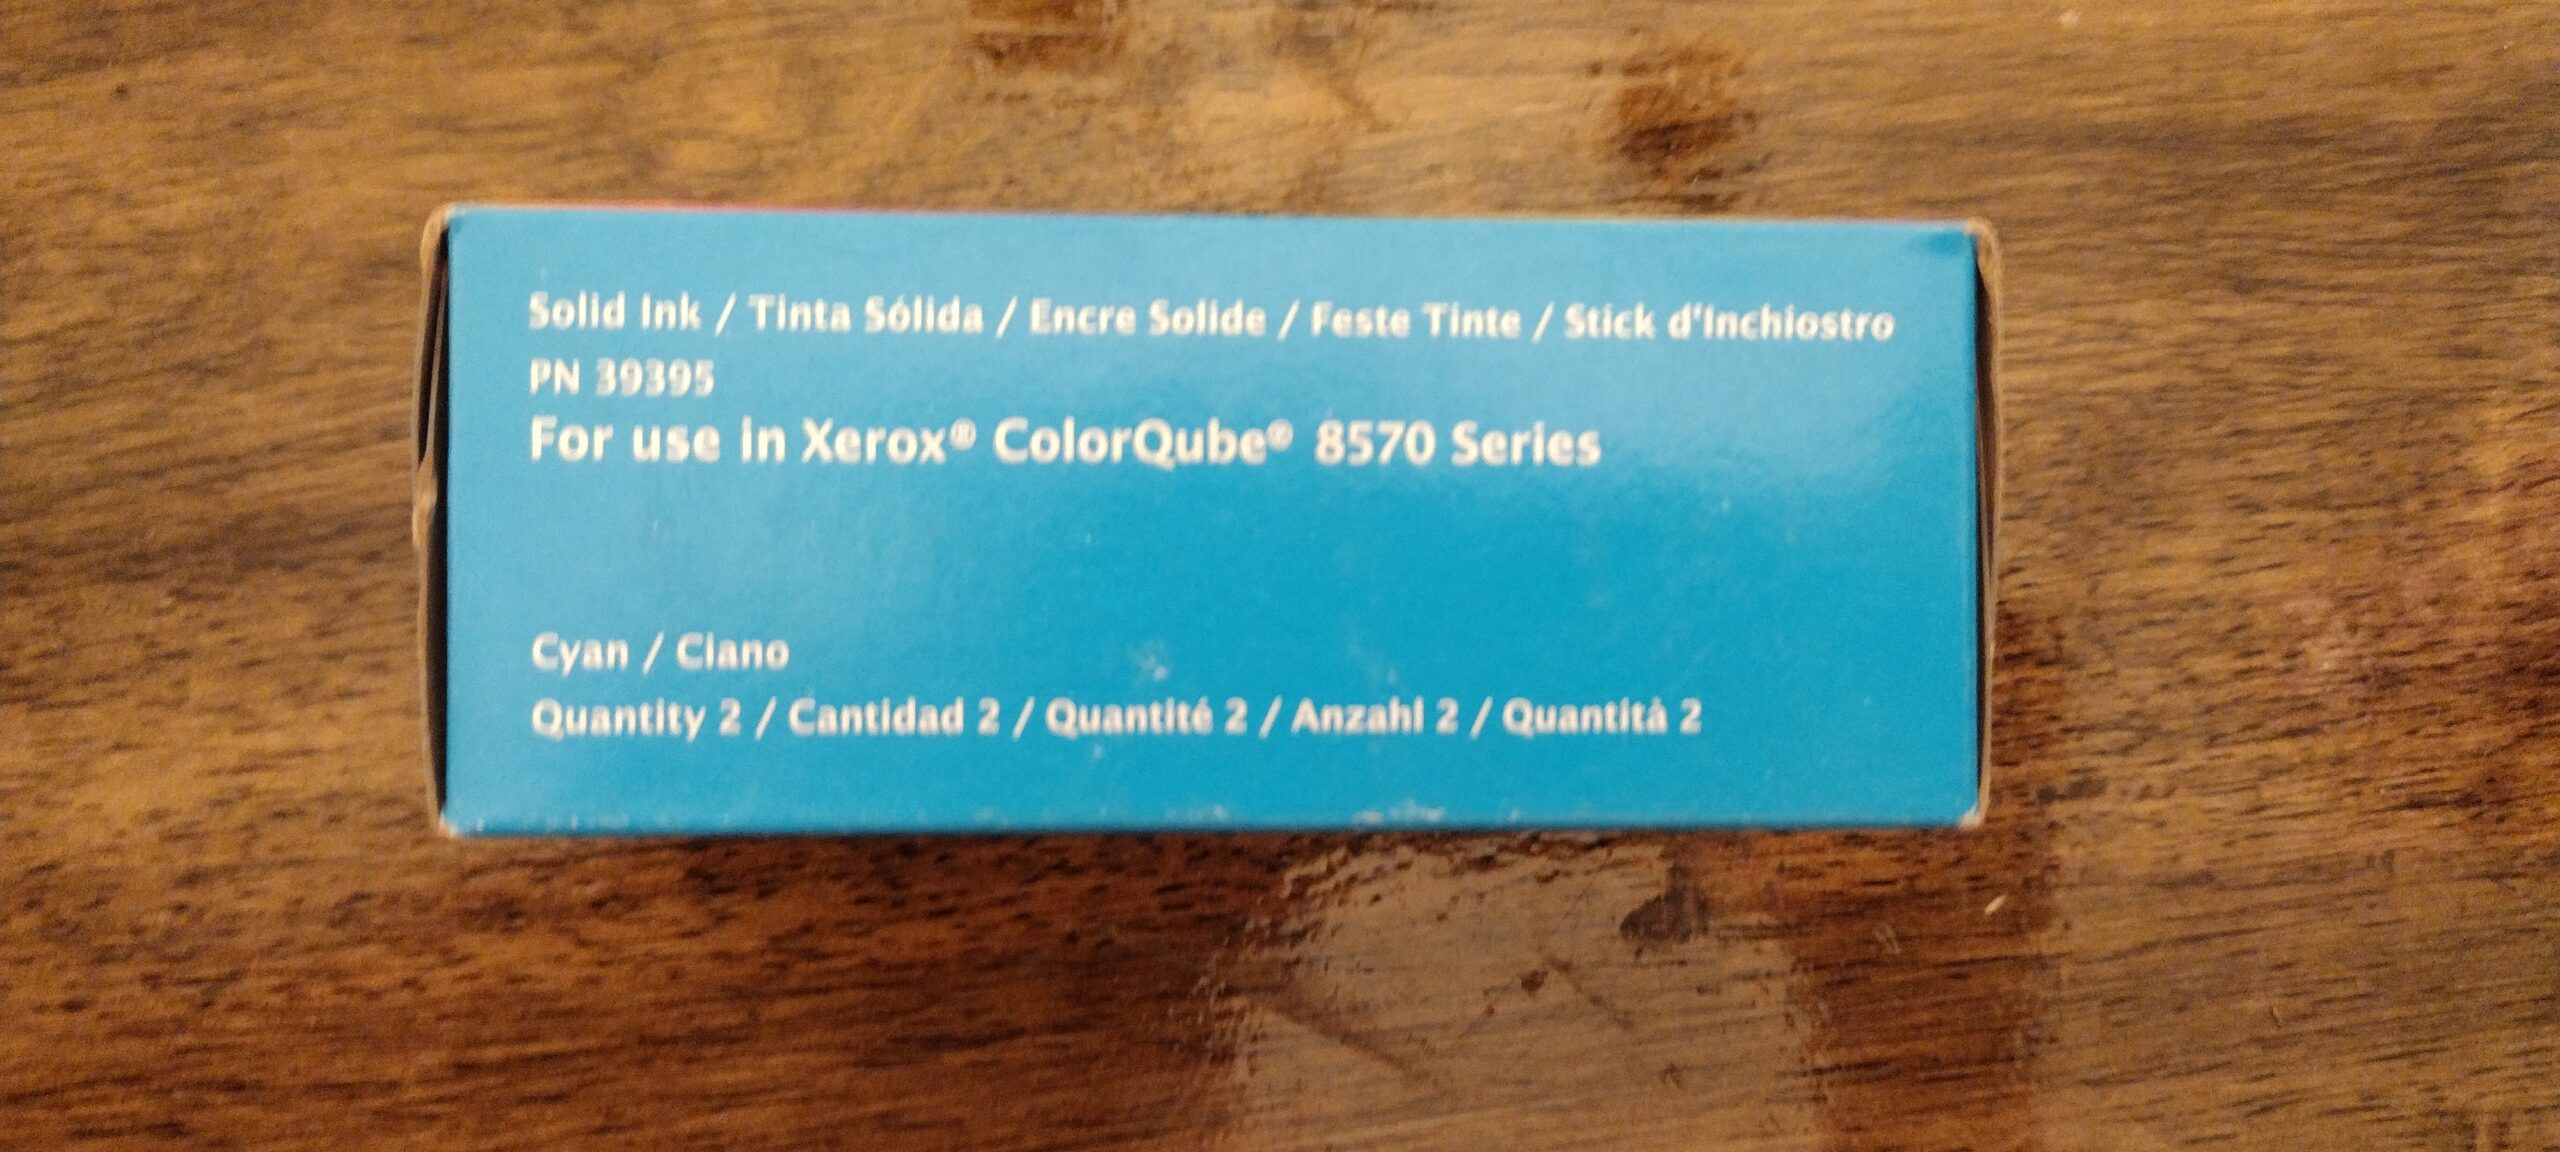 Solid Ink / Tinta Sólida / Encre Solide / Feste Tinte / Stick d'Inchiostro
PN 39395
For use in Xerox® ColorQube® 8570 Series
Cyan / Ciano
Quantity 2 / Cantidad 2 / Quantité 2 / Anzahl 2 / Quantità 2